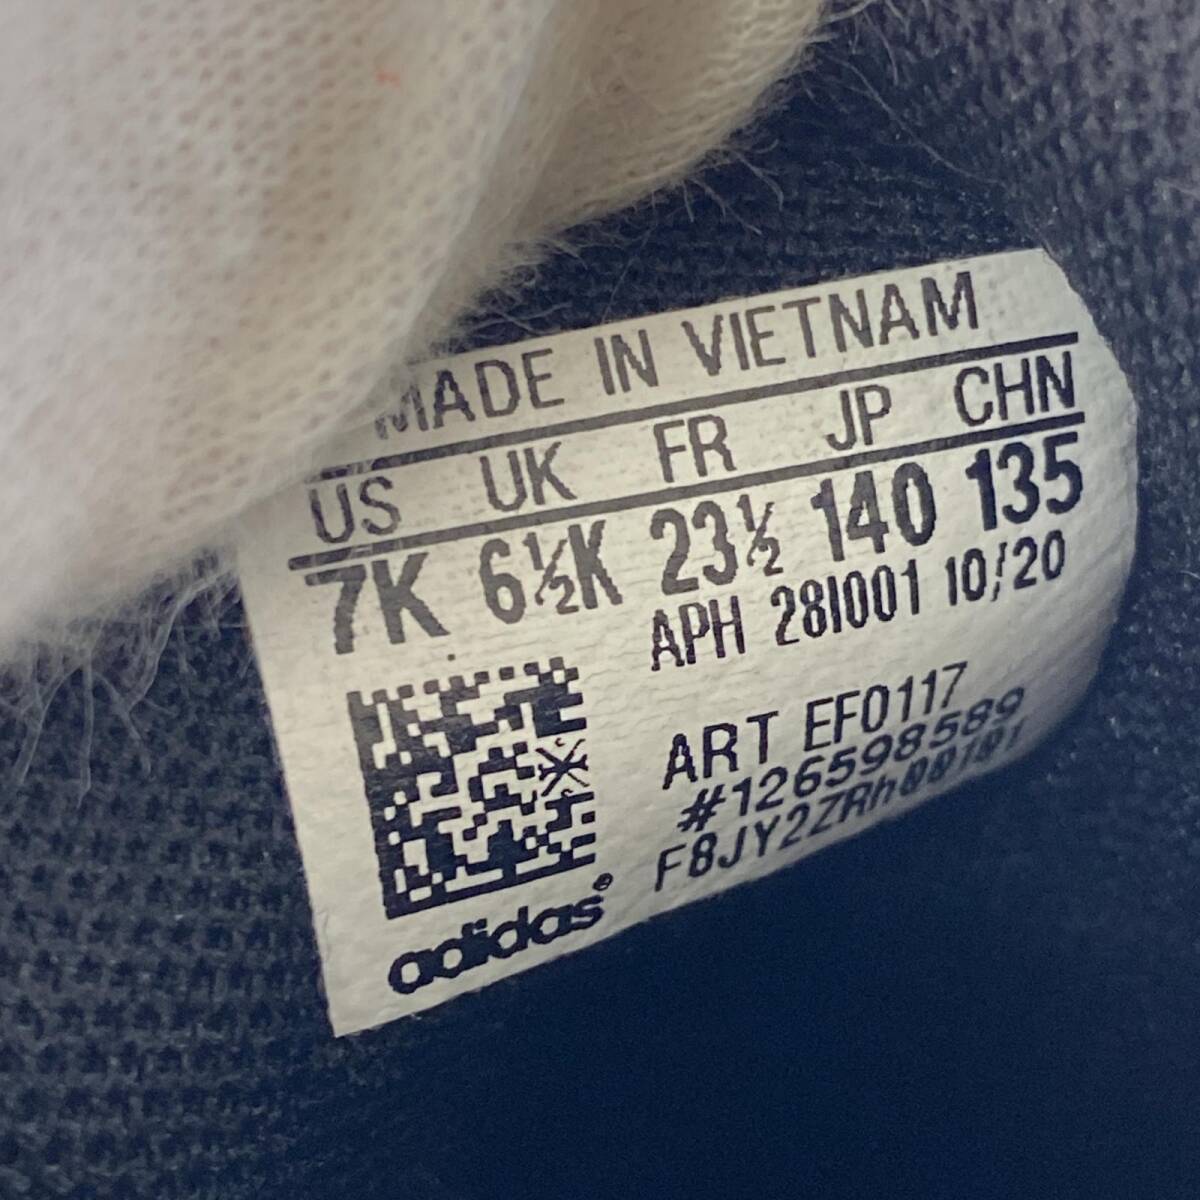 MADE IN VIETNAM
US UK FR JP CHN
7K 6½K 23½ 140 135
APH 28I001 10/20
ART EF0117
#126598589
adidas®